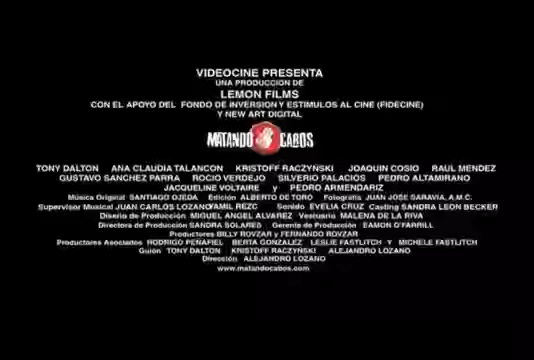 VIDEOCINE PRESENTA
UNA PRODUCCION DE
LEMON FILMS
CON EL APOYO DEL FONDO DE INVERSION Y ESTIMULOS AL CINE (FIDECINE)
Y NEW ART DIGITAL
MATANDO CABOS
TONY DALTON ANA CLAUDIA TALANCON KRISTOFF RACZYŃSKI JOAQUIN COSIO RAUL MENDEZ
GUSTAVO SANCHEZ PARRA ROCIO VERDEJO SILVERIO PALACIOS PEDRO ALTAMIRANO
JACQUELINE VOLTAIRE y PEDRO ARMENDARIZ
Música Original SANTIAGO OJEDA Edición ALBERTO DE TORO Fotografía JUAN JOSE SARAVIA, A.M.C.
Supervisor Musical JUAN CARLOS LOZANO YAMIL REZC Sonido EVELIA CRUZ Casting SANDRA LEON BECKER
Diseño de Producción MIGUEL ANGEL ALVAREZ Vestuario MALENA DE LA RIVA
Directora de Producción SANDRA SOLARES Gerente de Producción EAMON O'FARRILL
Productores BILLY ROVZAR y FERNANDO ROVZAR
Productores Asociados RODRIGO PEÑAFIEL BERTA GONZALEZ LESLIE FASTLITCH Y MICHELE FASTLITCH
Guión TONY DALTON KRISTOFF RACZYŃSKI ALEJANDRO LOZANO
Dirección ALEJANDRO LOZANO
www.matandocabos.com